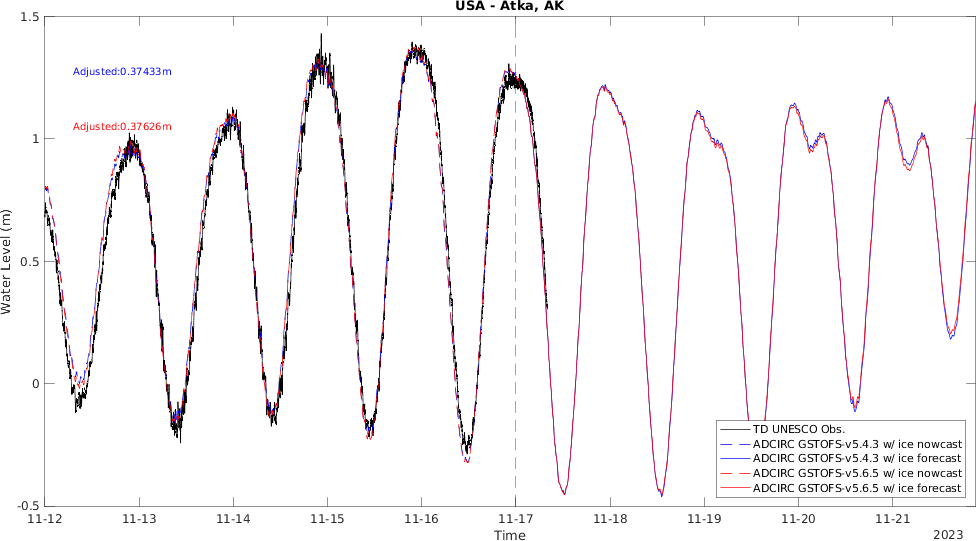 USA - Atka, AK
1.5
1
0.5
0
-0.5
Water Level (m)
Adjusted:0.37433m
Adjusted:0.37626m
TD UNESCO Obs.
ADCIRC GSTOFS-v5.4.3 w/ ice nowcast
ADCIRC GSTOFS-v5.4.3 w/ ice forecast
ADCIRC GSTOFS-v5.6.5 w/ ice nowcast
ADCIRC GSTOFS-v5.6.5 w/ ice forecast
11-12 11-13 11-14 11-15 11-16 11-17 11-18 11-19 11-20 11-21
Time
2023